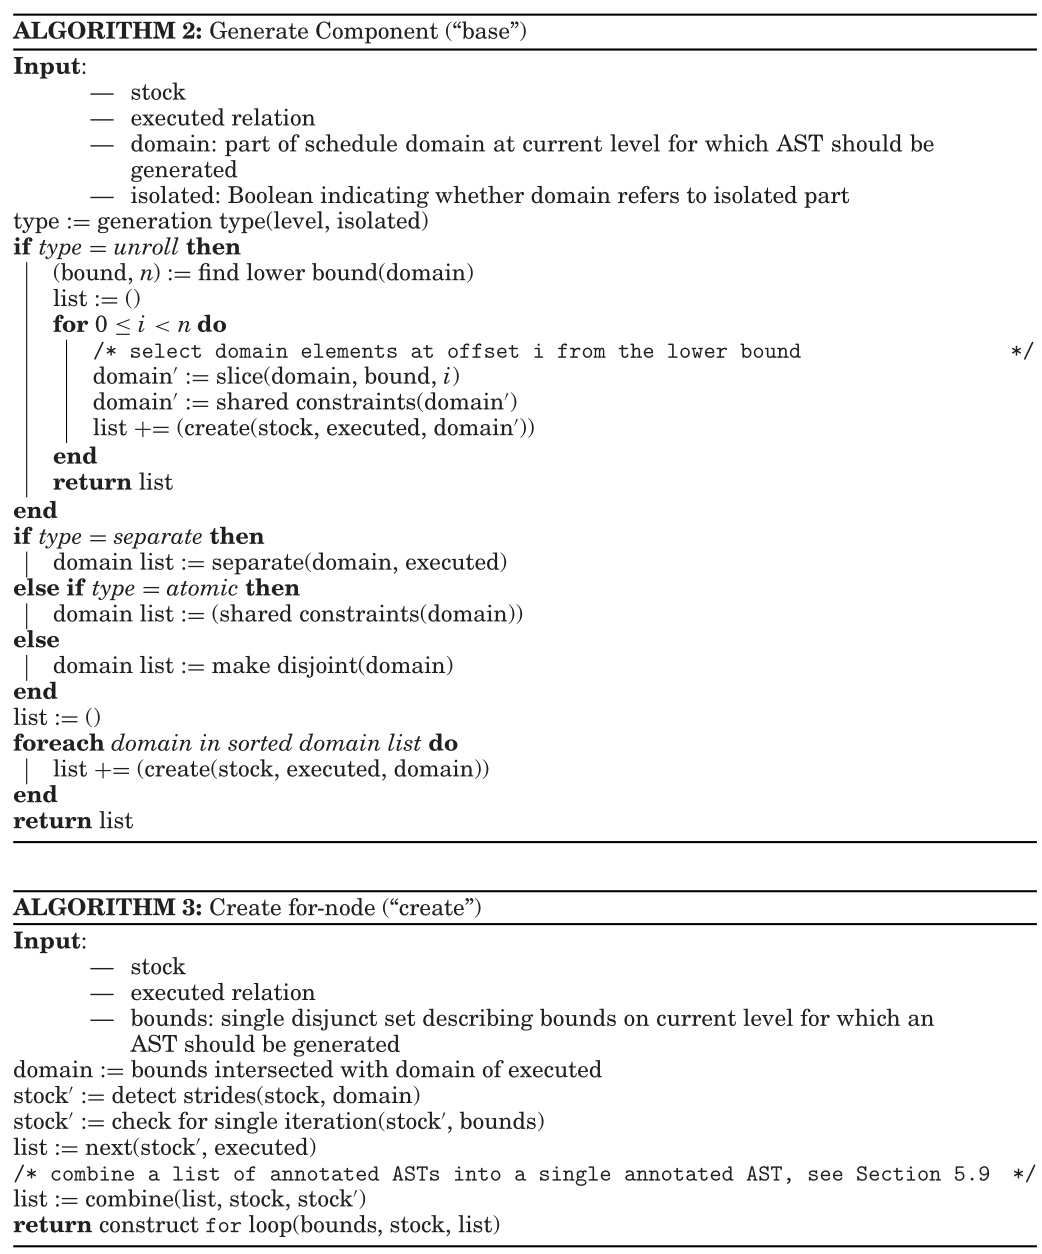 ALGORITHM 2: Generate Component (“base”)
Input:
— stock
— executed relation
— domain: part of schedule domain at current level for which AST should be
generated
— isolated: Boolean indicating whether domain refers to isolated part
type := generation type(level, isolated)
if type = unroll then
(bound, n) := find lower bound(domain)
list := ()
for 0 ≤ i < n do
/* select domain elements at offset i from the lower bound */
domain′ := slice(domain, bound, i)
domain′ := shared constraints(domain′)
list += (create(stock, executed, domain′))
end
return list
end
if type = separate then
domain list := separate(domain, executed)
else if type = atomic then
domain list := (shared constraints(domain))
else
domain list := make disjoint(domain)
end
list := ()
foreach domain in sorted domain list do
list += (create(stock, executed, domain))
end
return list
ALGORITHM 3: Create for-node (“create”)
Input:
— stock
— executed relation
— bounds: single disjunct set describing bounds on current level for which an
AST should be generated
domain := bounds intersected with domain of executed
stock′ := detect strides(stock, domain)
stock′ := check for single iteration(stock′, bounds)
list := next(stock′, executed)
/* combine a list of annotated ASTs into a single annotated AST, see Section 5.9 */
list := combine(list, stock, stock′)
return construct for loop(bounds, stock, list)